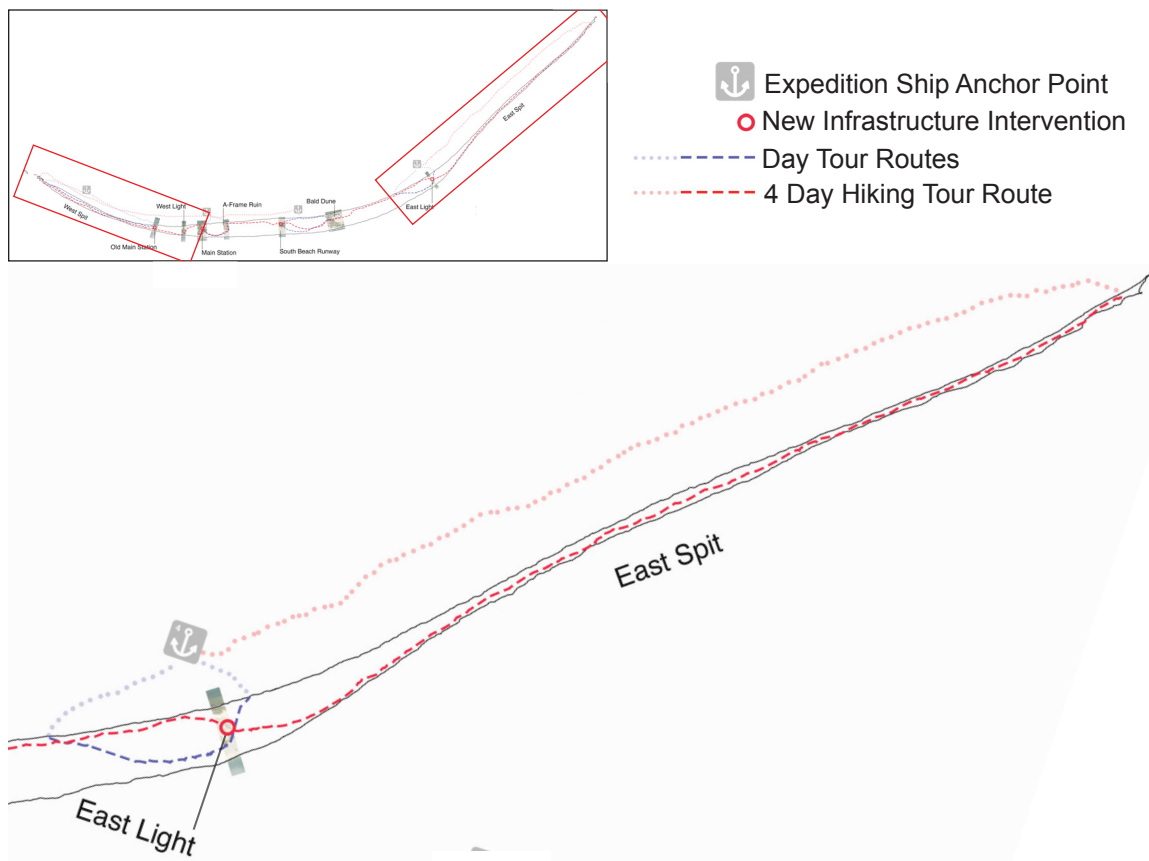 East Spit
West Light
A-Frame Ruin
Bald Dune
East Light
West Spit
Old Main Station
Main Station
South Beach Runway
Expedition Ship Anchor Point
New Infrastructure Intervention
Day Tour Routes
4 Day Hiking Tour Route
East Spit
4
East Light